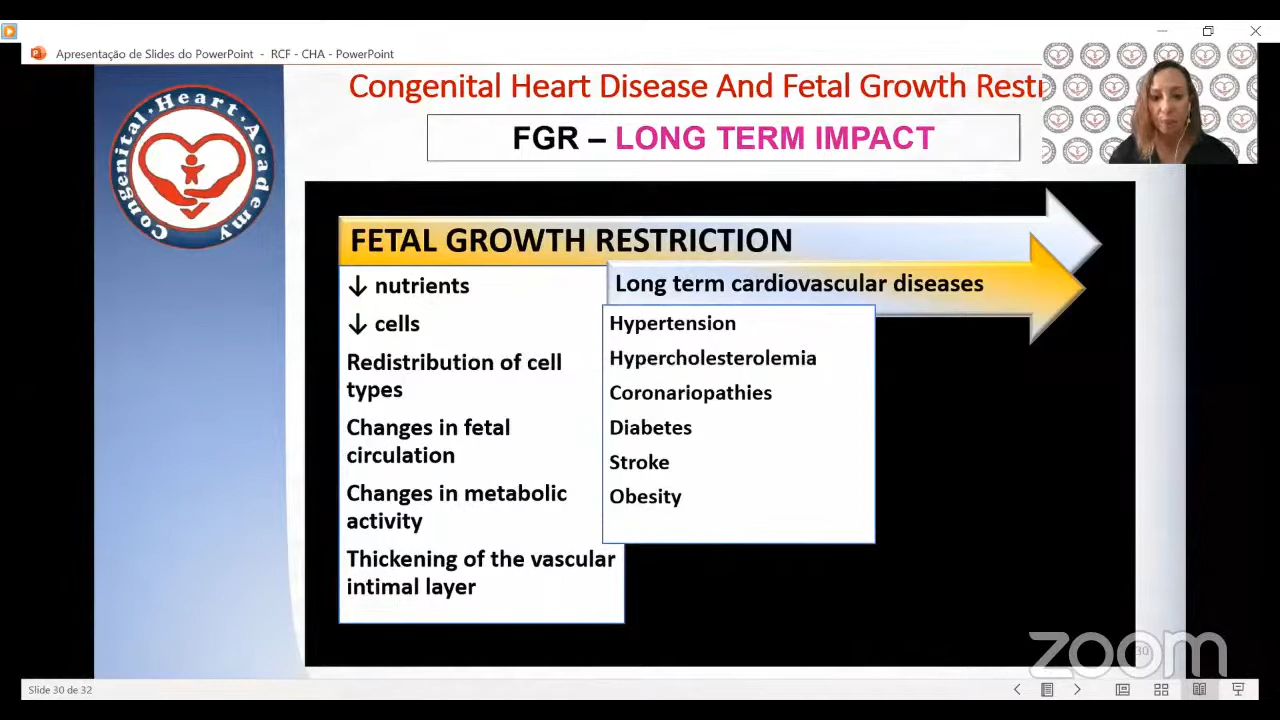 Apresentação de Slides do PowerPoint - RCF - CHA - PowerPoint
Congenital Heart Disease And Fetal Growth Restri
Congenital · Heart · Academy
FGR – LONG TERM IMPACT
FETAL GROWTH RESTRICTION
↓ nutrients
↓ cells
Redistribution of cell
types
Changes in fetal
circulation
Changes in metabolic
activity
Thickening of the vascular
intimal layer
Long term cardiovascular diseases
Hypertension
Hypercholesterolemia
Coronariopathies
Diabetes
Stroke
Obesity
30
zoom
Slide 30 de 32